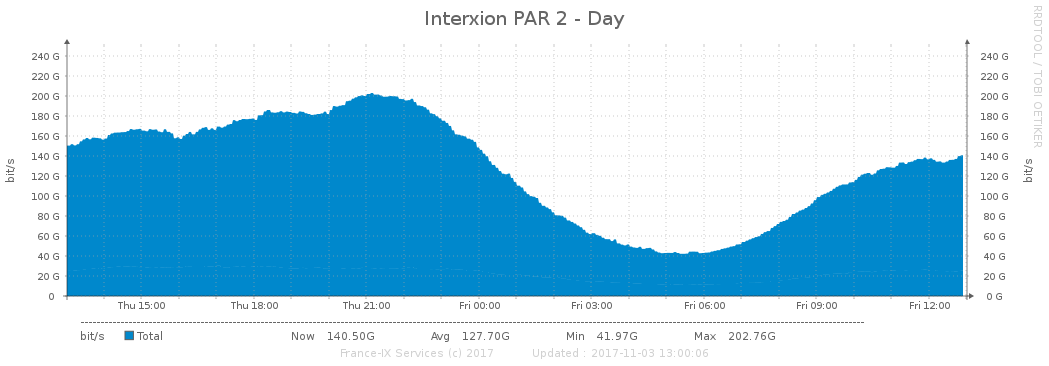 Interxion PAR 2 - Day
RRDTOOL / TOBI OETIKER
bit/s
240 G
220 G
200 G
180 G
160 G
140 G
120 G
100 G
80 G
60 G
40 G
20 G
0
240 G
220 G
200 G
180 G
160 G
140 G
120 G
100 G
80 G
60 G
40 G
20 G
0 G
bit/s
Thu 15:00 Thu 18:00 Thu 21:00 Fri 00:00 Fri 03:00 Fri 06:00 Fri 09:00 Fri 12:00
bit/s Total Now 140.50G Avg 127.70G Min 41.97G Max 202.76G
France-IX Services (c) 2017 Updated : 2017-11-03 13:00:06